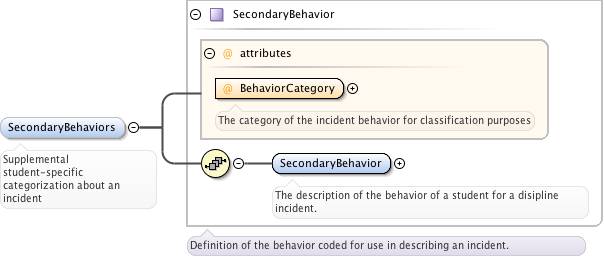 SecondaryBehavior
@ attributes
@ BehaviorCategory
The category of the incident behavior for classification purposes
SecondaryBehaviors
Supplemental
student-specific
categorization about an
incident
SecondaryBehavior
The description of the behavior of a student for a disipline
incident.
Definition of the behavior coded for use in describing an incident.